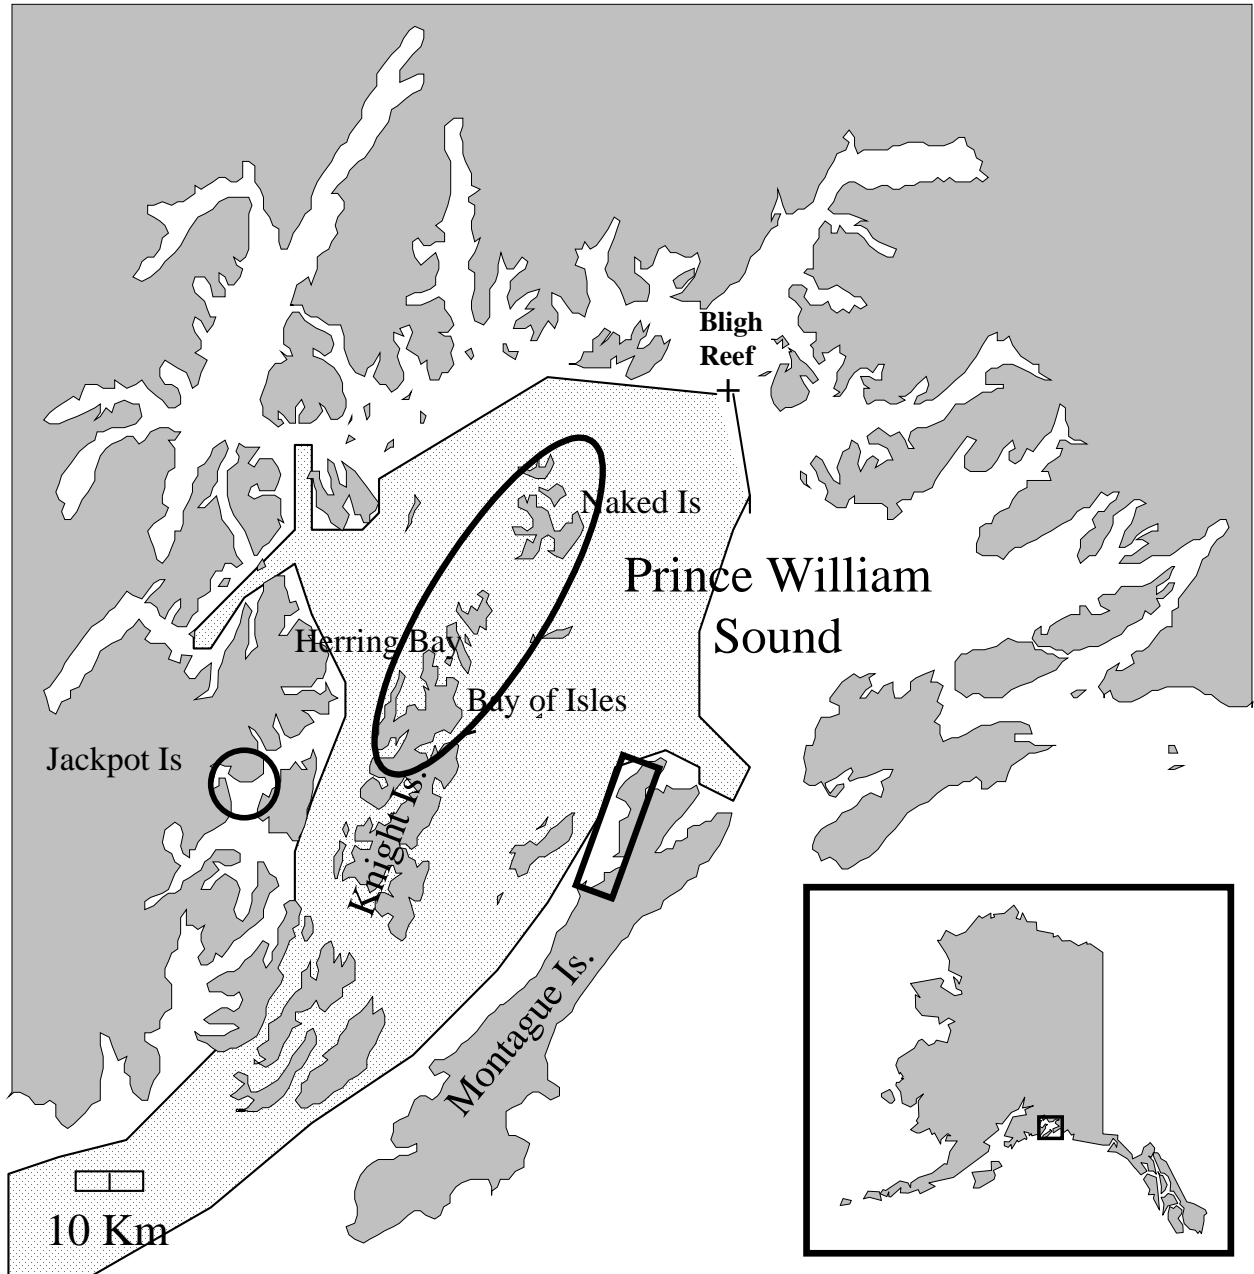 Bligh
Reef
Naked Is
Prince William
Sound
Herring Bay
Bay of Isles
Jackpot Is
Knight Is.
Montague Is.
10 Km